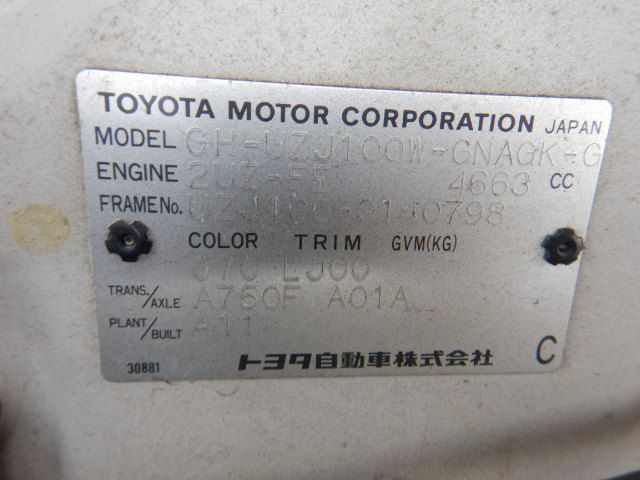 TOYOTA MOTOR CORPORATION JAPAN
MODEL GH-UZJ100W-GNAGK-G
ENGINE 2UZ-FE 4663 CC
FRAME No. UZJ100-0140798
COLOR TRIM GVM(KG)
070 LJ00
TRANS./AXLE A750F A01A
PLANT/BUILT A11
30881 トヨタ自動車株式会社 C